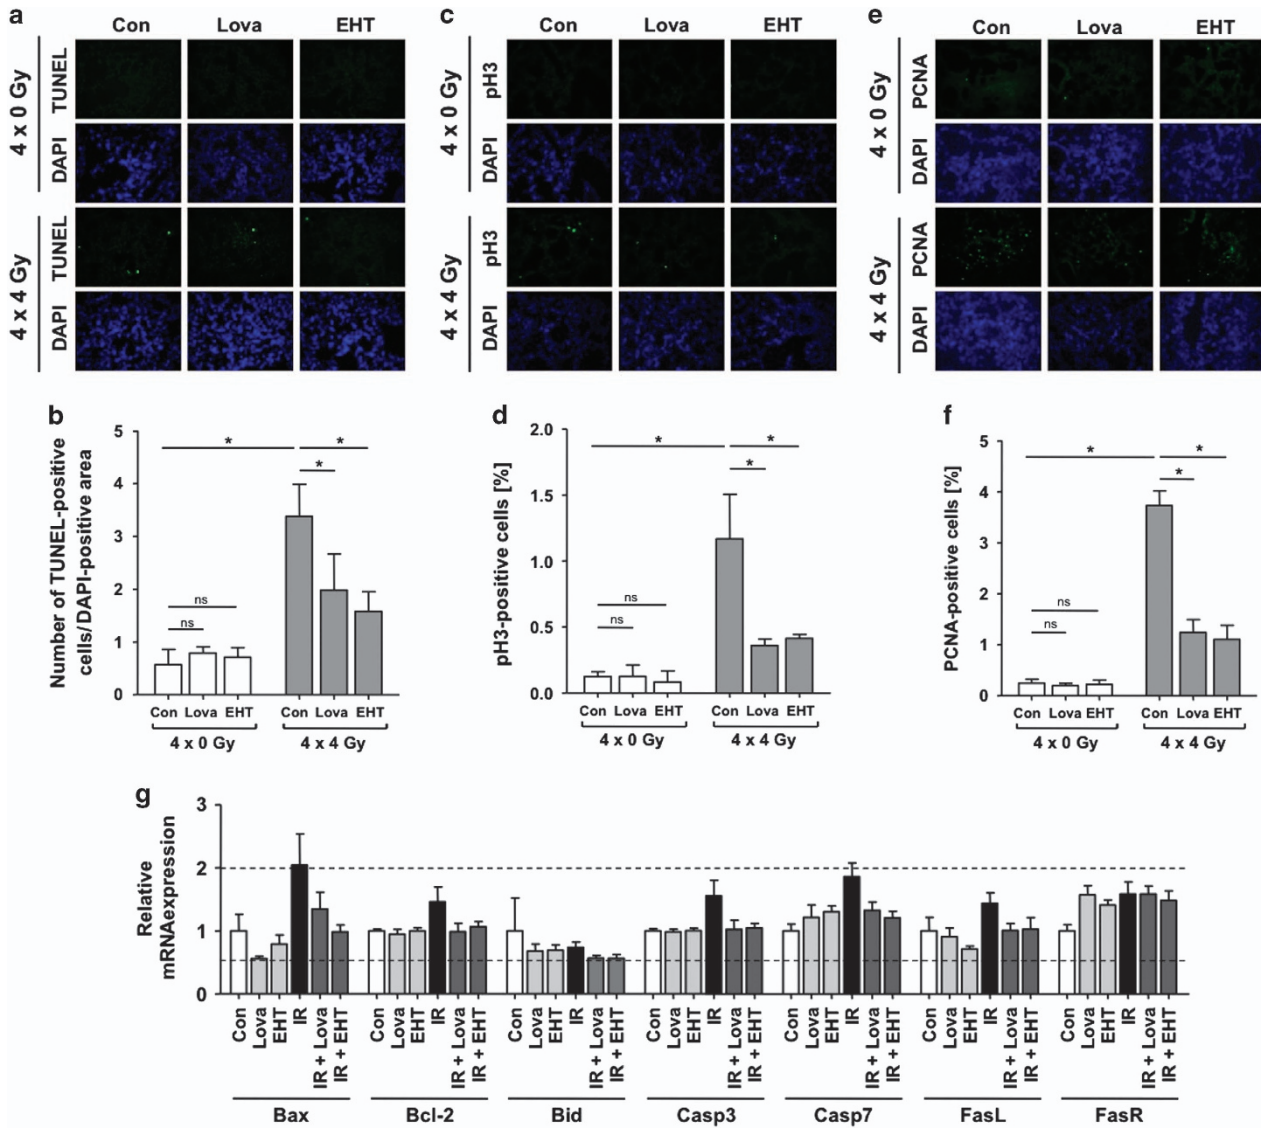 a
Con Lova EHT
4 x 0 Gy
TUNEL
DAPI
4 x 4 Gy
TUNEL
DAPI
c
Con Lova EHT
4 x 0 Gy
pH3
DAPI
4 x 4 Gy
pH3
DAPI
e
Con Lova EHT
4 x 0 Gy
PCNA
DAPI
4 x 4 Gy
PCNA
DAPI
b
Number of TUNEL-positive
cells/DAPI-positive area
5
4
3
2
1
0
* * *
ns
ns
Con Lova EHT Con Lova EHT
4 x 0 Gy 4 x 4 Gy
d
pH3-positive cells [%]
2.0
1.5
1.0
0.5
0.0
* * *
ns
ns
Con Lova EHT Con Lova EHT
4 x 0 Gy 4 x 4 Gy
f
PCNA-positive cells [%]
5
4
3
2
1
0
* * *
ns
ns
Con Lova EHT Con Lova EHT
4 x 0 Gy 4 x 4 Gy
g
Relative
mRNAexpression
3
2
1
0
Con Lova EHT IR IR + Lova IR + EHT
Con Lova EHT IR IR + Lova IR + EHT
Con Lova EHT IR IR + Lova IR + EHT
Con Lova EHT IR IR + Lova IR + EHT
Con Lova EHT IR IR + Lova IR + EHT
Con Lova EHT IR IR + Lova IR + EHT
Con Lova EHT IR IR + Lova IR + EHT
Bax Bcl-2 Bid Casp3 Casp7 FasL FasR